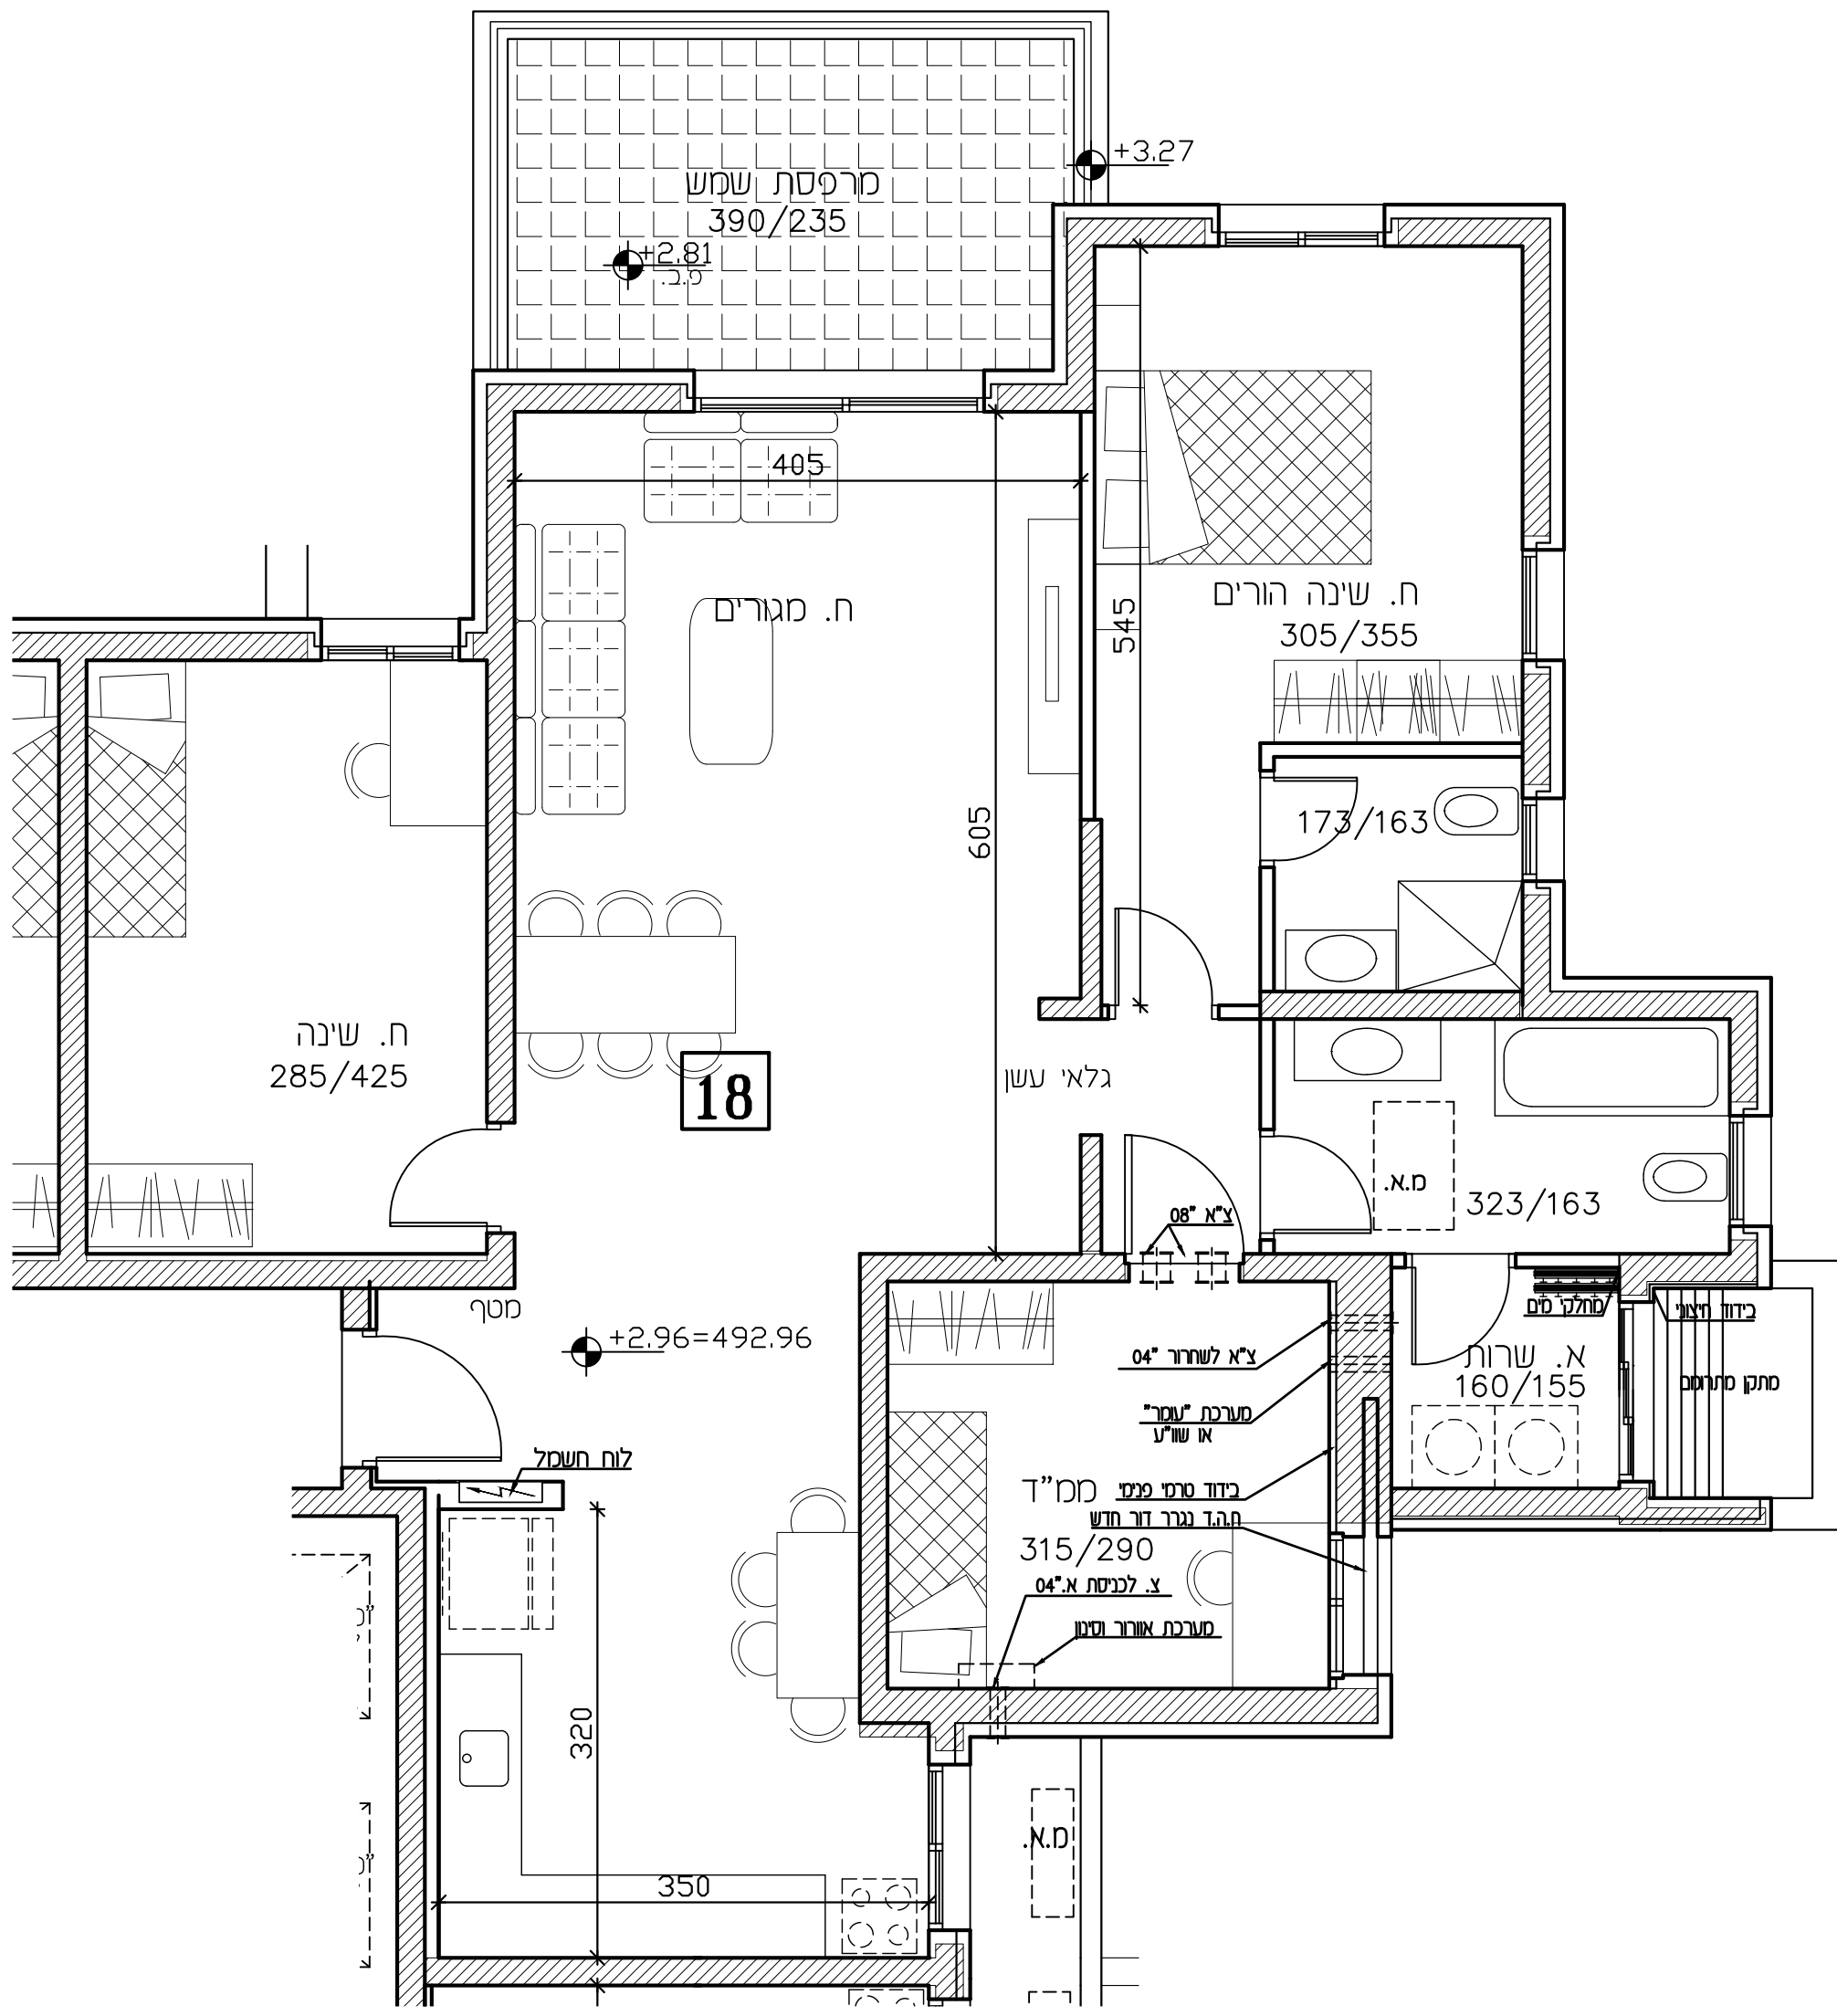 +3.27
מרפסת שמש
390/235
+2.81
פ.ב.
405
ח. מגורים
545
ח. שינה הורים
305/355
173/163
605
ח. שינה
285/425
18
גלאי עשן
מ.א.
323/163
צ"א "08
מטף
+2.96=492.96
מחלקי מים
בידוד חיצוני
צ"א לשחרור "04
א. שרות
160/155
מתקן מתרומם
מערכת "עומר"
או שוו"ע
לוח חשמל
ממ"ד
בידוד טרמי פנימי
ח.ה.ד נגרר דור חדש
315/290
צ. לכניסת א."04
מערכת אוורור וסינון
320
מ.א.
350